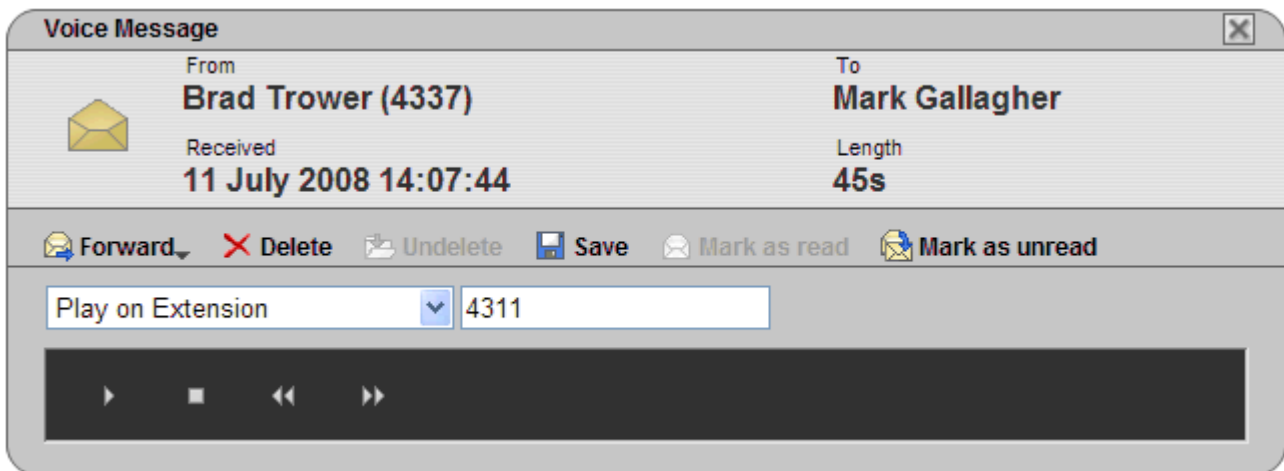 Voice Message
From To
Brad Trower (4337) Mark Gallagher
Received Length
11 July 2008 14:07:44 45s
Forward Delete Undelete Save Mark as read Mark as unread
Play on Extension 4311